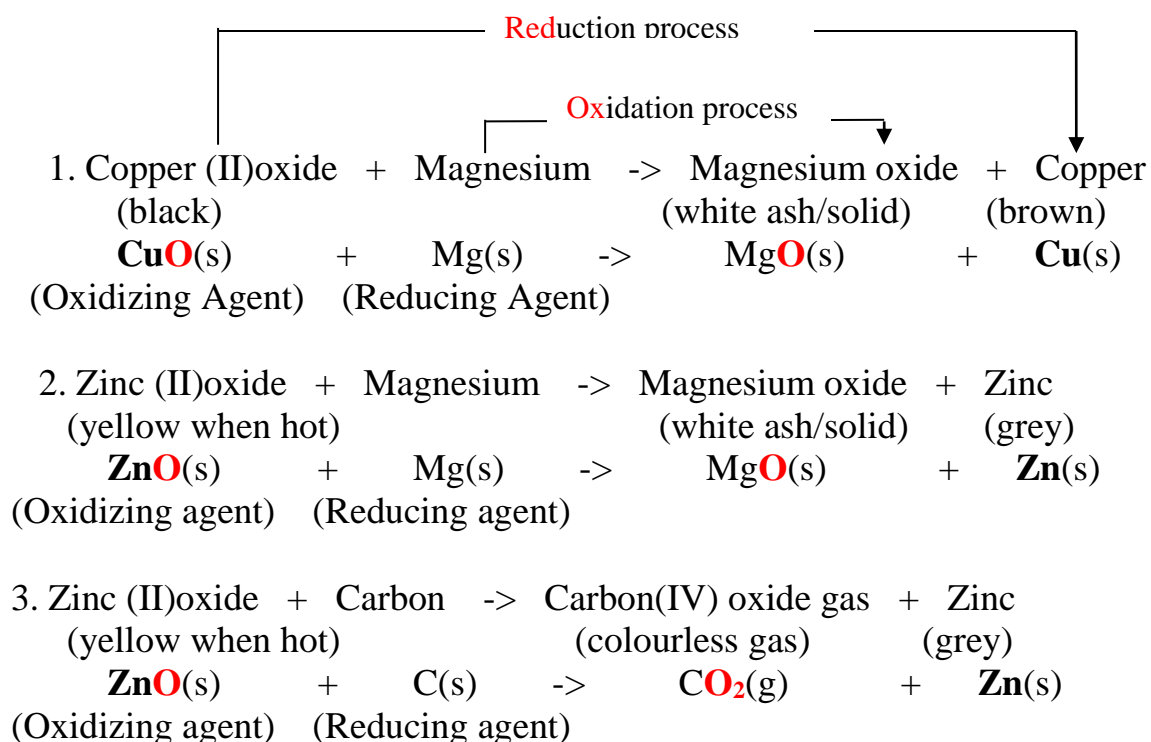 Reduction process
Oxidation process
1. Copper (II)oxide + Magnesium -> Magnesium oxide + Copper
(black) (white ash/solid) (brown)
CuO(s) + Mg(s) -> MgO(s) + Cu(s)
(Oxidizing Agent) (Reducing Agent)
2. Zinc (II)oxide + Magnesium -> Magnesium oxide + Zinc
(yellow when hot) (white ash/solid) (grey)
ZnO(s) + Mg(s) -> MgO(s) + Zn(s)
(Oxidizing agent) (Reducing agent)
3. Zinc (II)oxide + Carbon -> Carbon(IV) oxide gas + Zinc
(yellow when hot) (colourless gas) (grey)
ZnO(s) + C(s) -> CO₂(g) + Zn(s)
(Oxidizing agent) (Reducing agent)